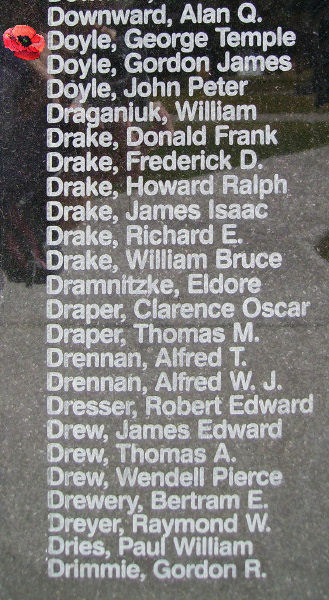 Downward, Alan Q.
Doyle, George Temple
Doyle, Gordon James
Doyle, John Peter
Draganiuk, William
Drake, Donald Frank
Drake, Frederick D.
Drake, Howard Ralph
Drake, James Isaac
Drake, Richard E.
Drake, William Bruce
Dramnitzke, Eldore
Draper, Clarence Oscar
Draper, Thomas M.
Drennan, Alfred T.
Drennan, Alfred W. J.
Dresser, Robert Edward
Drew, James Edward
Drew, Thomas A.
Drew, Wendell Pierce
Drewery, Bertram E.
Dreyer, Raymond W.
Dries, Paul William
Drimmie, Gordon R.